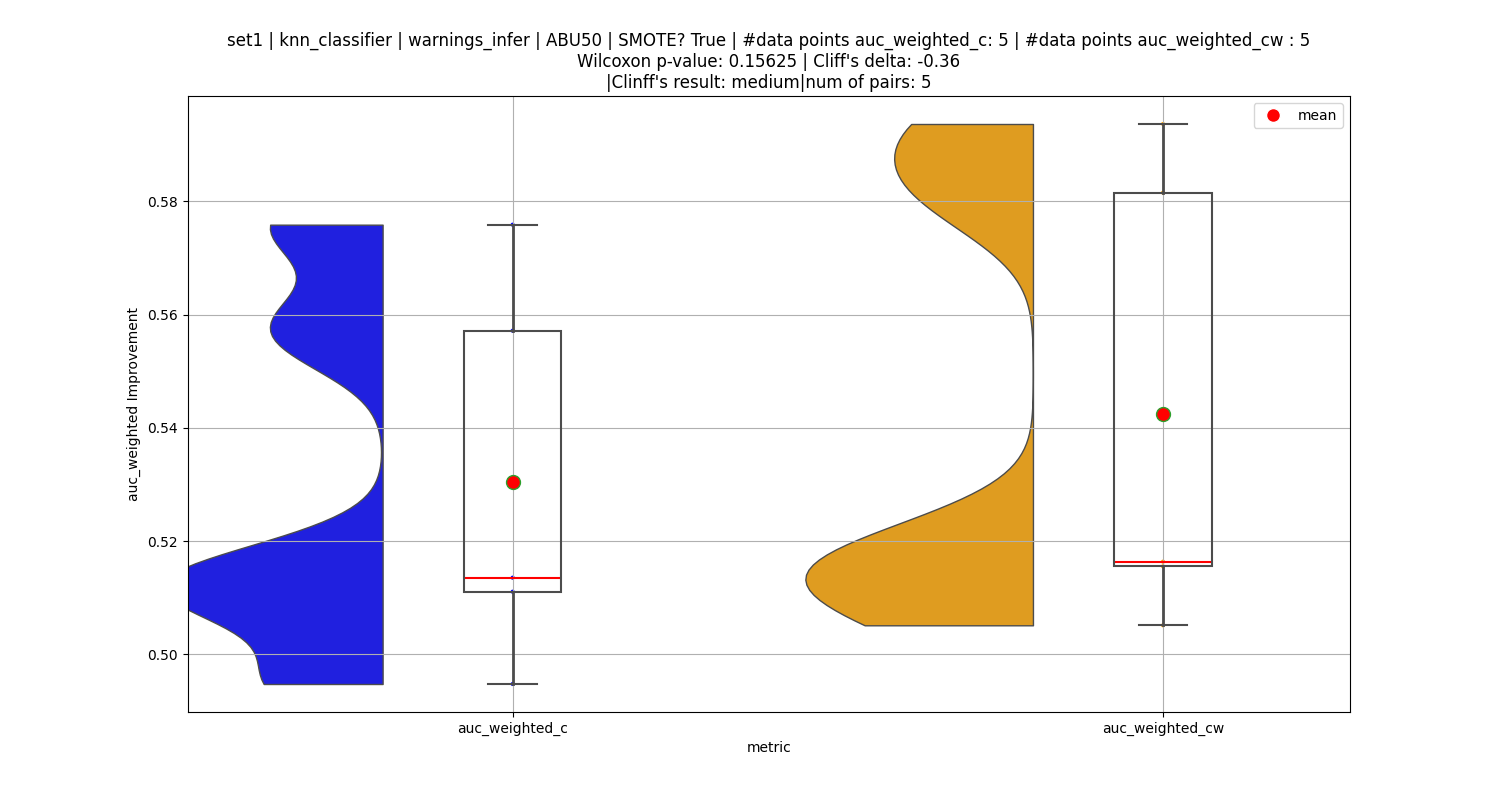 set1 | knn_classifier | warnings_infer | ABU50 | SMOTE? True | #data points auc_weighted_c: 5 | #data points auc_weighted_cw : 5
Wilcoxon p-value: 0.15625 | Cliff's delta: -0.36
|Clinff's result: medium|num of pairs: 5
mean
0.58
0.56
0.54
0.52
0.50
auc_weighted Improvement
auc_weighted_c
auc_weighted_cw
metric